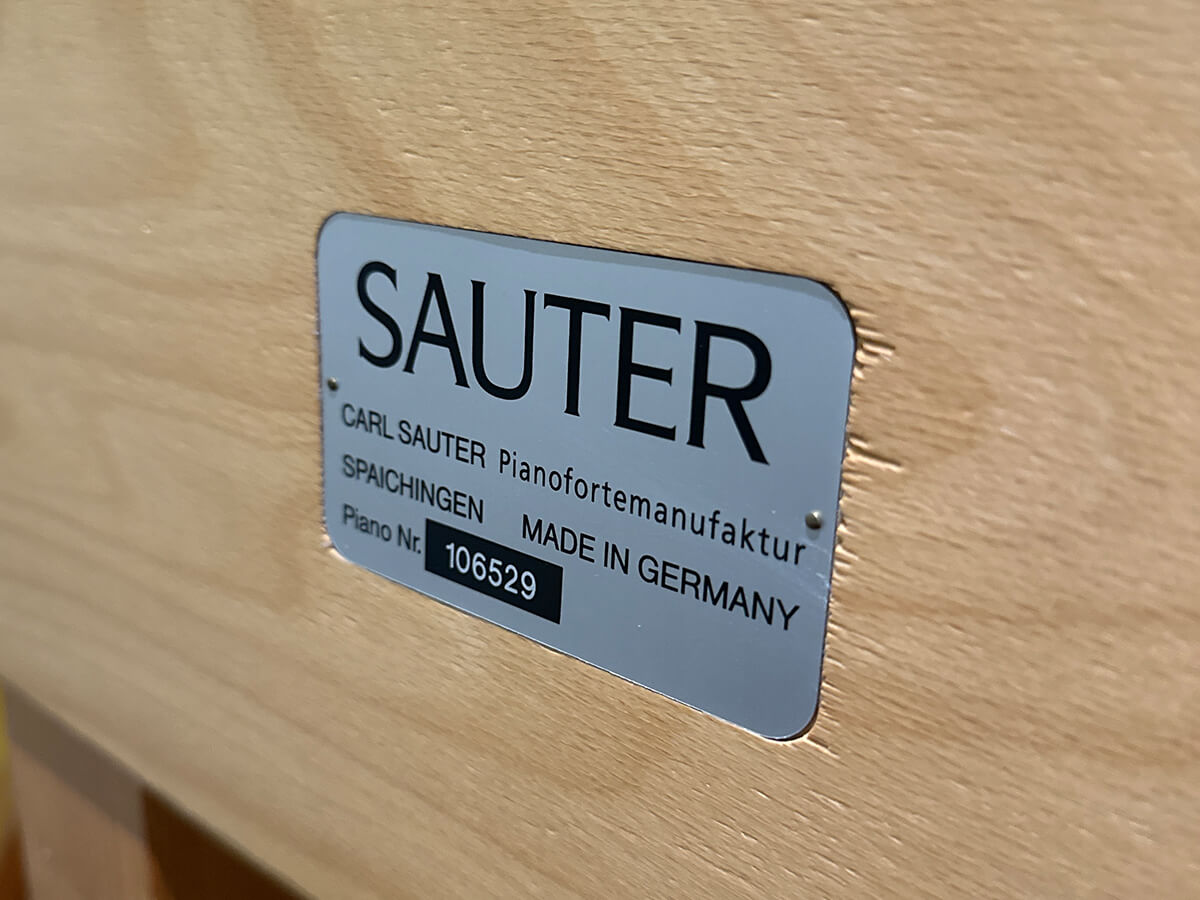 SAUTER
CARL SAUTER Pianofortemanufaktur
SPAICHINGEN MADE IN GERMANY
Piano Nr. 106529